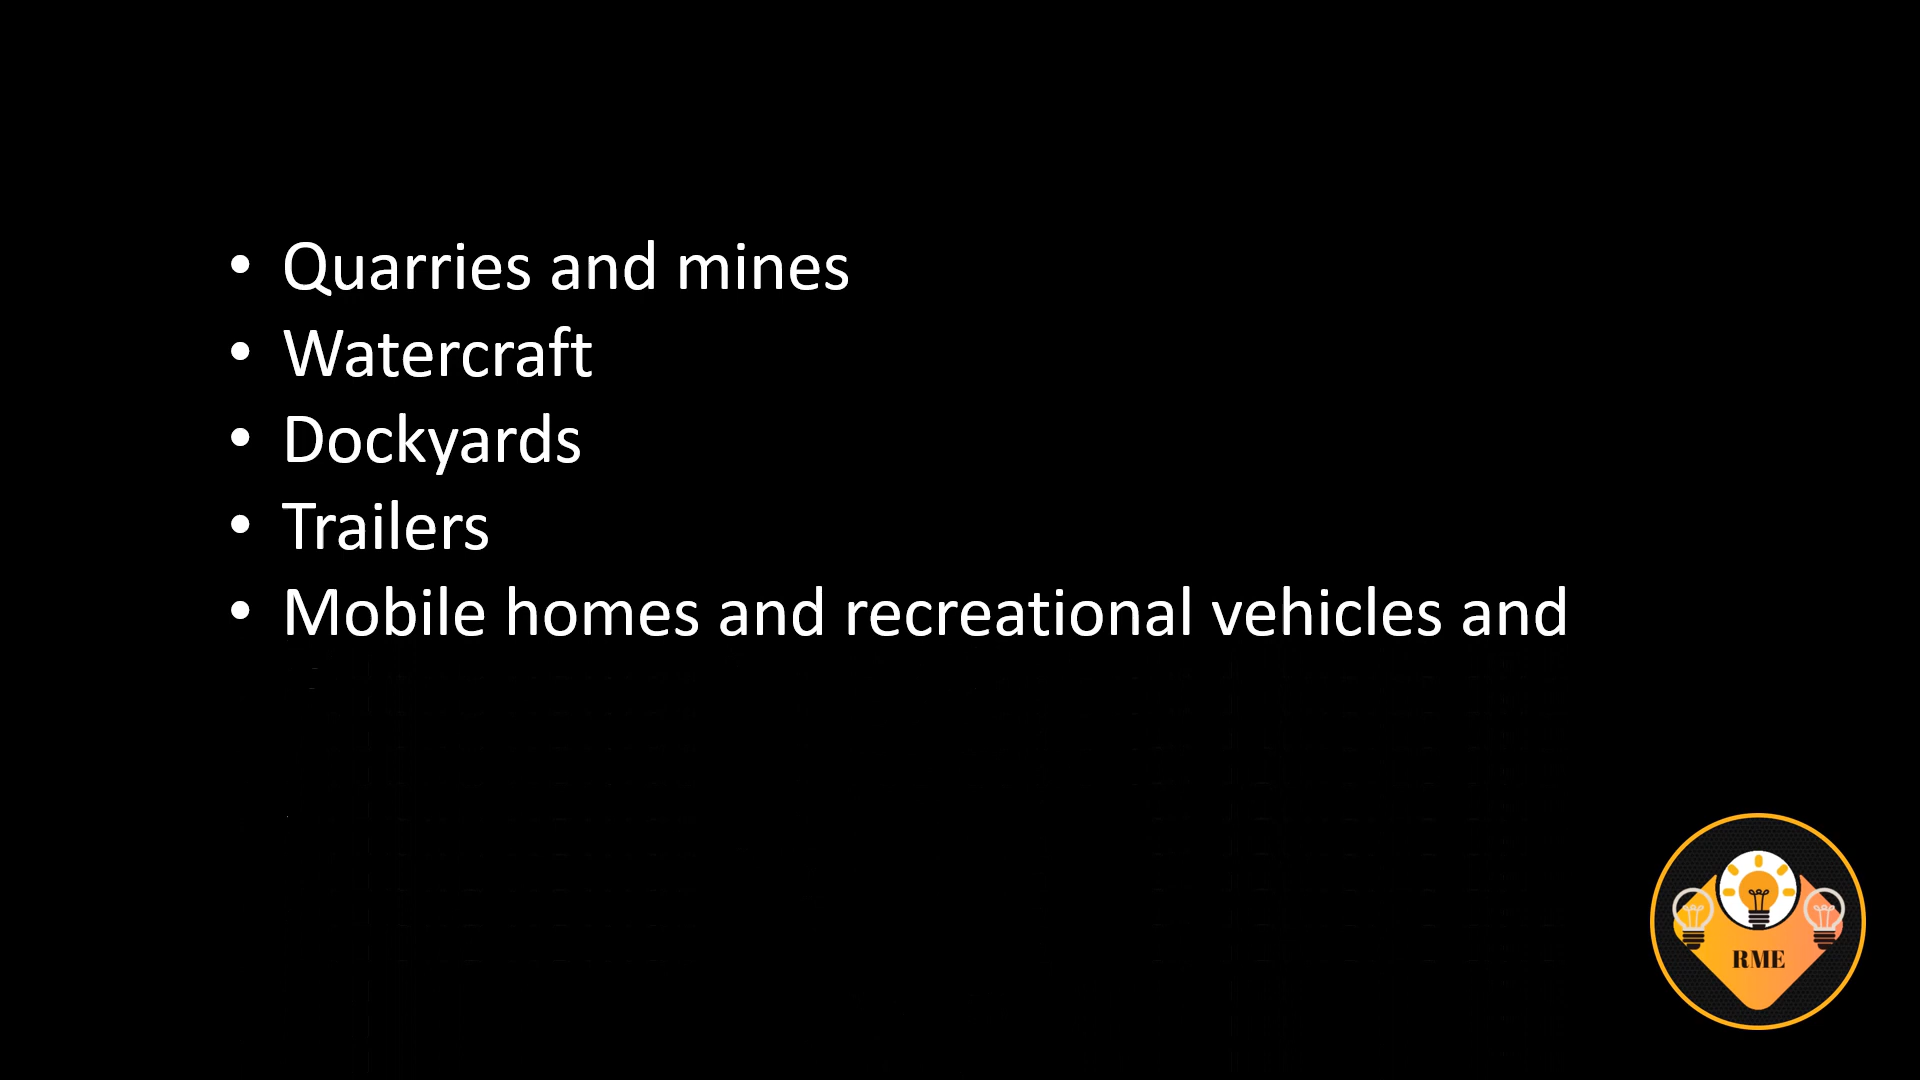 • Quarries and mines
• Watercraft
• Dockyards
• Trailers
• Mobile homes and recreational vehicles and
RME